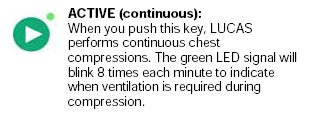 ACTIVE (continuous):
When you push this key, LUCAS
performs continuous chest
compressions. The green LED signal will
blink 8 times each minute to indicate
when ventilation is required during
compression.